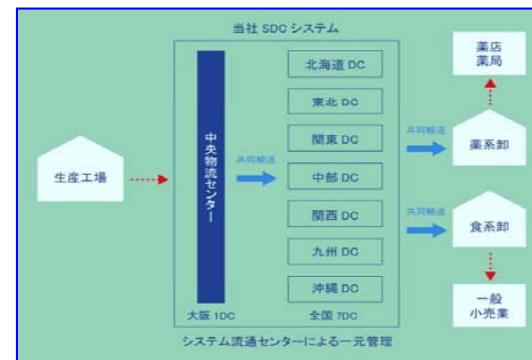 当社 SDC システム
生産工場
中央物流センター
共同輸送
北海道 DC
東北 DC
関東 DC
中部 DC
関西 DC
九州 DC
沖縄 DC
大阪 1DC
全国 7DC
共同輸送
共同輸送
薬店
薬局
薬系卸
食系卸
一般
小売業
システム流通センターによる一元管理